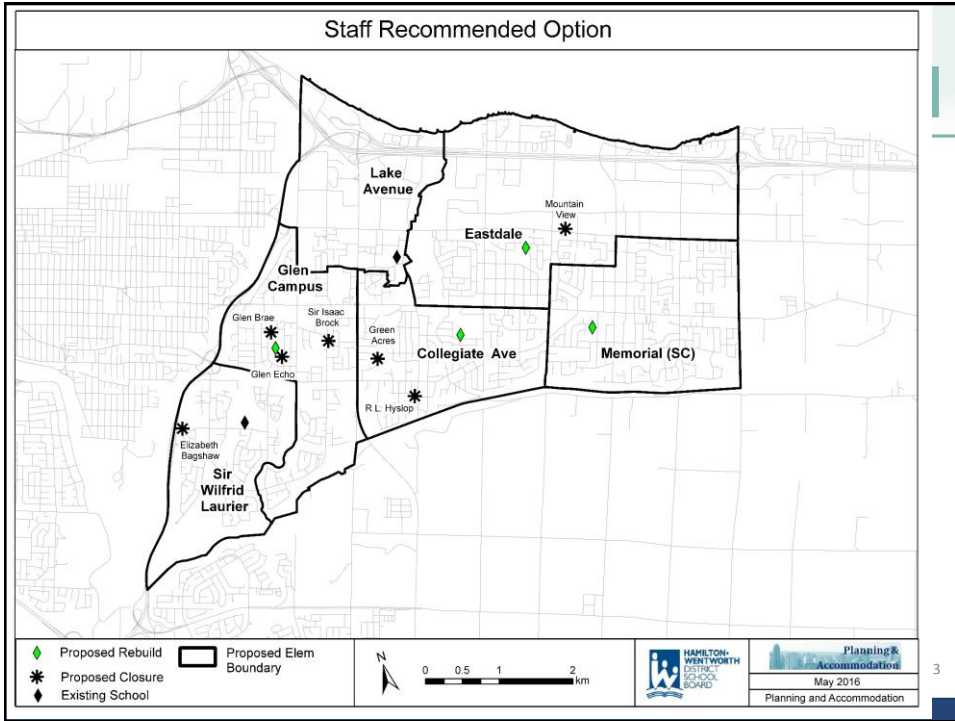 Staff Recommended Option
Lake
Avenue
Mountain
View
Eastdale
Glen
Campus
Sir Isaac
Brock
Glen Brae
Green
Acres
Glen Echo
Collegiate Ave
Memorial (SC)
R.L. Hyslop
Elizabeth
Bagshaw
Sir
Wilfrid
Laurier
Proposed Rebuild
Proposed Closure
Existing School
Proposed Elem
Boundary
N
0 0.5 1 2
km
HAMILTON-
WENTWORTH
DISTRICT
SCHOOL
BOARD
Planning &
Accommodation
May 2016
Planning and Accommodation
3